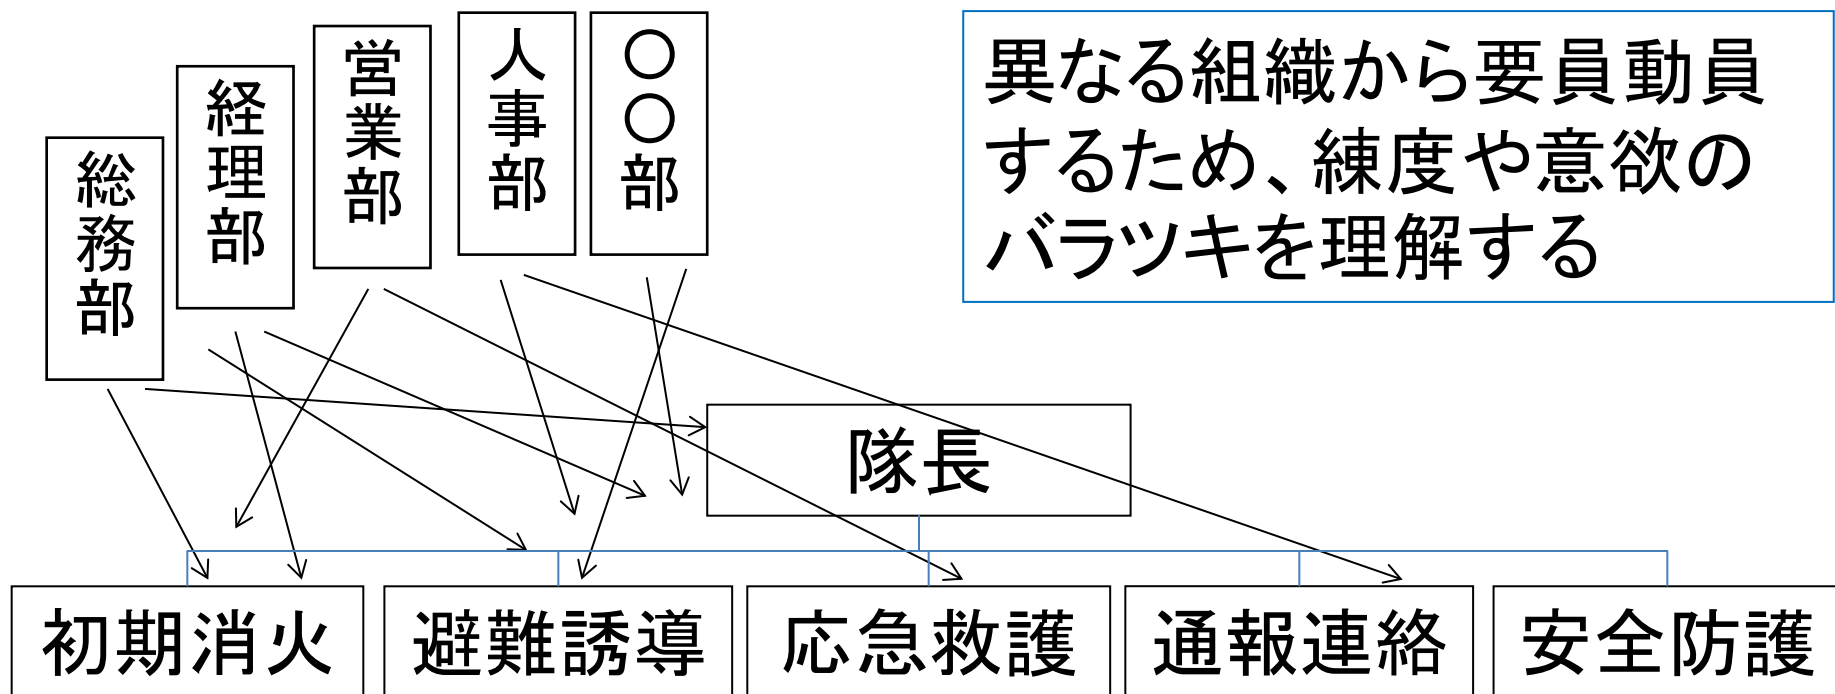 総務部
経理部
営業部
人事部
○○部
異なる組織から要員動員
するため、練度や意欲の
バラツキを理解する
隊長
初期消火
避難誘導
応急救護
通報連絡
安全防護